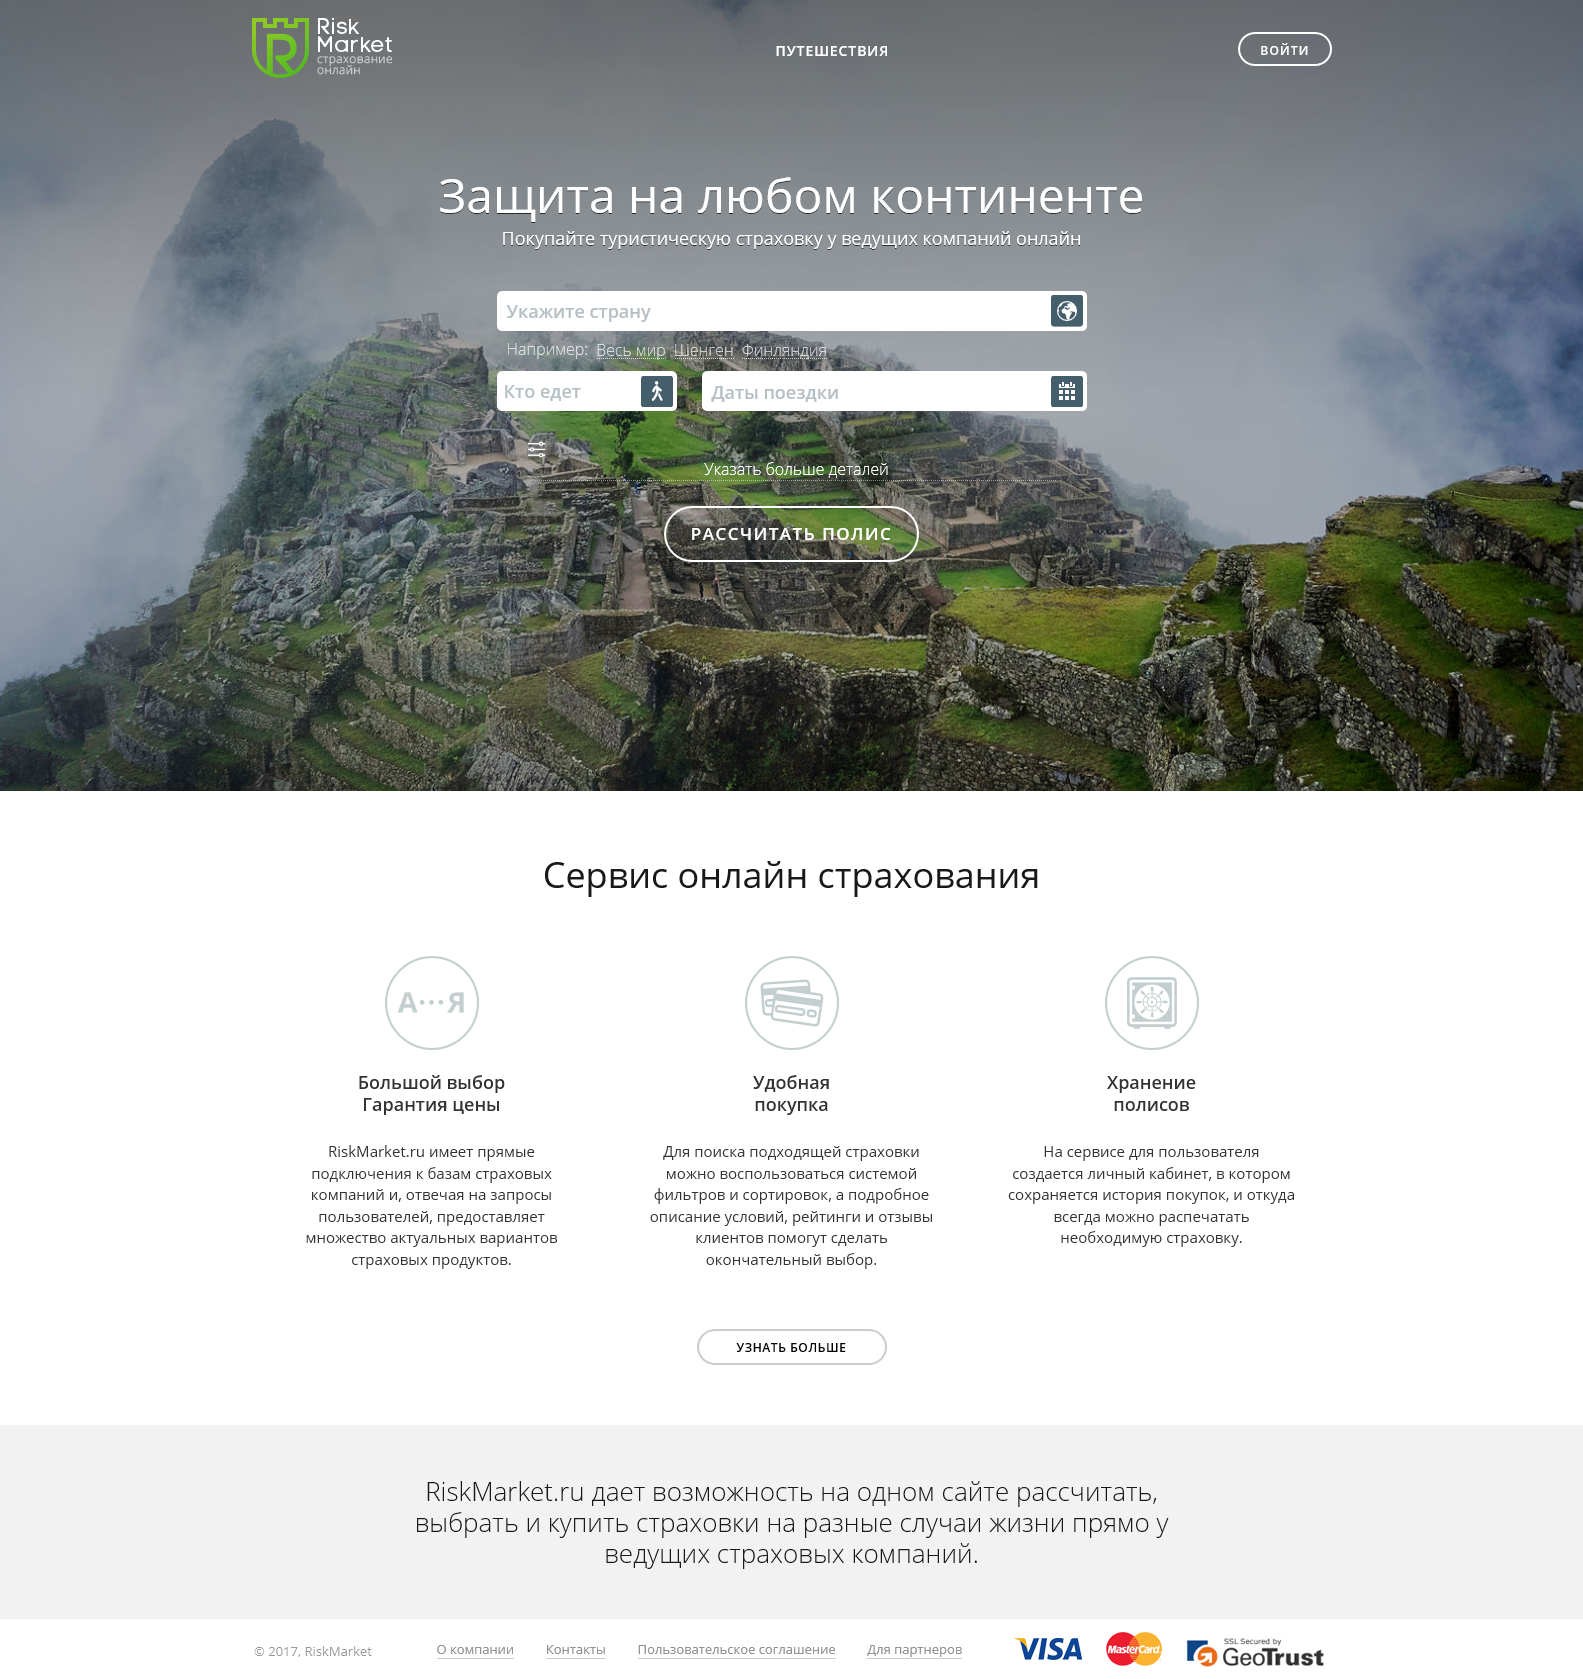 Risk
Market
страхование
онлайн
ПУТЕШЕСТВИЯ
ВОЙТИ
Защита на любом континенте
Покупайте туристическую страховку у ведущих компаний онлайн
Укажите страну
Например: Весь мир Шенген Финляндия
Кто едет
Даты поездки
Указать больше деталей
РАССЧИТАТЬ ПОЛИС
Сервис онлайн страхования
А···Я
Большой выбор
Гарантия цены
RiskMarket.ru имеет прямые
подключения к базам страховых
компаний и, отвечая на запросы
пользователей, предоставляет
множество актуальных вариантов
страховых продуктов.
Удобная
покупка
Для поиска подходящей страховки
можно воспользоваться системой
фильтров и сортировок, а подробное
описание условий, рейтинги и отзывы
клиентов помогут сделать
окончательный выбор.
Хранение
полисов
На сервисе для пользователя
создается личный кабинет, в котором
сохраняется история покупок, и откуда
всегда можно распечатать
необходимую страховку.
УЗНАТЬ БОЛЬШЕ
RiskMarket.ru дает возможность на одном сайте рассчитать,
выбрать и купить страховки на разные случаи жизни прямо у
ведущих страховых компаний.
© 2017, RiskMarket
О компании
Контакты
Пользовательское соглашение
Для партнеров
VISA
MasterCard
SSL Secured by
GeoTrust